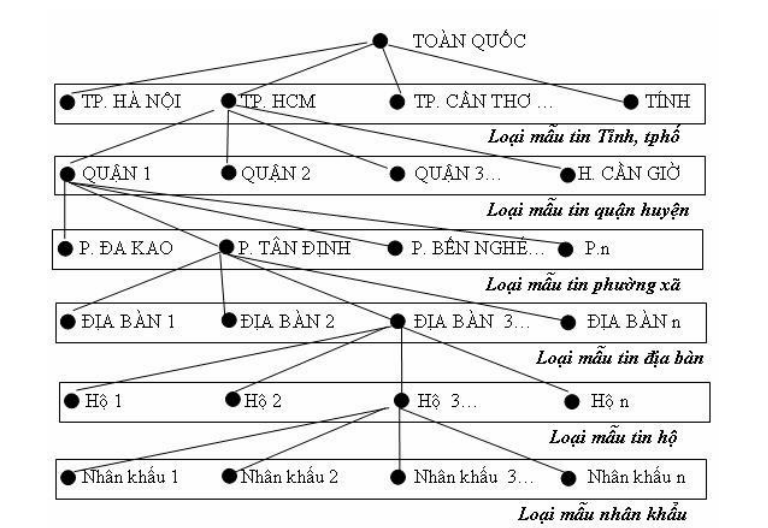 TOÀN QUỐC
TP. HÀ NỘI TP. HCM TP. CẦN THƠ ... TỈNH
Loại mẫu tin Tỉnh, tphố
QUẬN 1 QUẬN 2 QUẬN 3... H. CẦN GIỜ
Loại mẫu tin quận huyện
P. ĐA KAO P. TÂN ĐỊNH P. BẾN NGHÉ... P.n
Loại mẫu tin phường xã
ĐỊA BÀN 1 ĐỊA BÀN 2 ĐỊA BÀN 3... ĐỊA BÀN n
Loại mẫu tin địa bàn
Hộ 1 Hộ 2 Hộ 3... Hộ n
Loại mẫu tin hộ
Nhân khẩu 1 Nhân khẩu 2 Nhân khẩu 3... Nhân khẩu n
Loại mẫu nhân khẩu